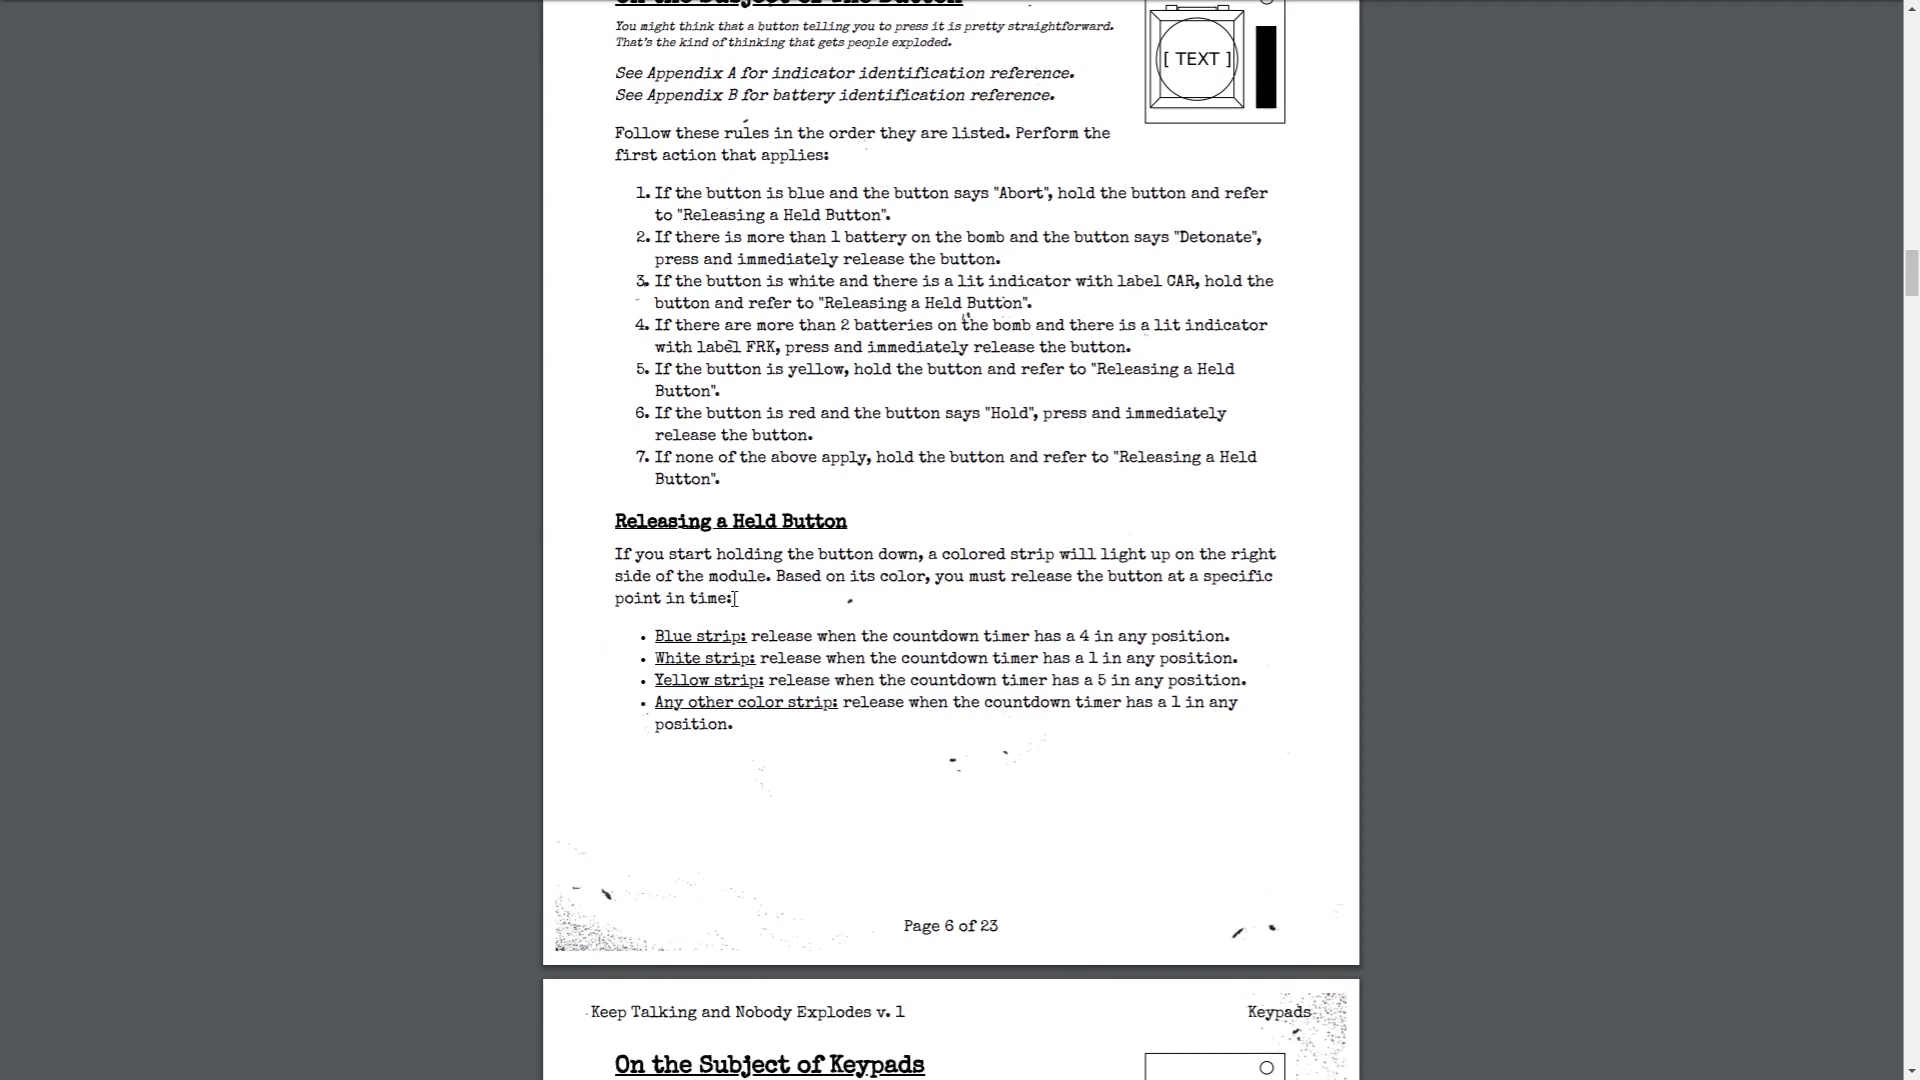 On the Subject of The Button
You might think that a button telling you to press it is pretty straightforward.
That's the kind of thinking that gets people exploded.
[ TEXT ]
See Appendix A for indicator identification reference.
See Appendix B for battery identification reference.
Follow these rules in the order they are listed. Perform the
first action that applies:
1. If the button is blue and the button says "Abort", hold the button and refer
to "Releasing a Held Button".
2. If there is more than 1 battery on the bomb and the button says "Detonate",
press and immediately release the button.
3. If the button is white and there is a lit indicator with label CAR, hold the
button and refer to "Releasing a Held Button".
4. If there are more than 2 batteries on the bomb and there is a lit indicator
with label FRK, press and immediately release the button.
5. If the button is yellow, hold the button and refer to "Releasing a Held
Button".
6. If the button is red and the button says "Hold", press and immediately
release the button.
7. If none of the above apply, hold the button and refer to "Releasing a Held
Button".
Releasing a Held Button
If you start holding the button down, a colored strip will light up on the right
side of the module. Based on its color, you must release the button at a specific
point in time:
• Blue strip: release when the countdown timer has a 4 in any position.
• White strip: release when the countdown timer has a 1 in any position.
• Yellow strip: release when the countdown timer has a 5 in any position.
• Any other color strip: release when the countdown timer has a 1 in any
position.
Page 6 of 23
Keep Talking and Nobody Explodes v. 1
Keypads
On the Subject of Keypads